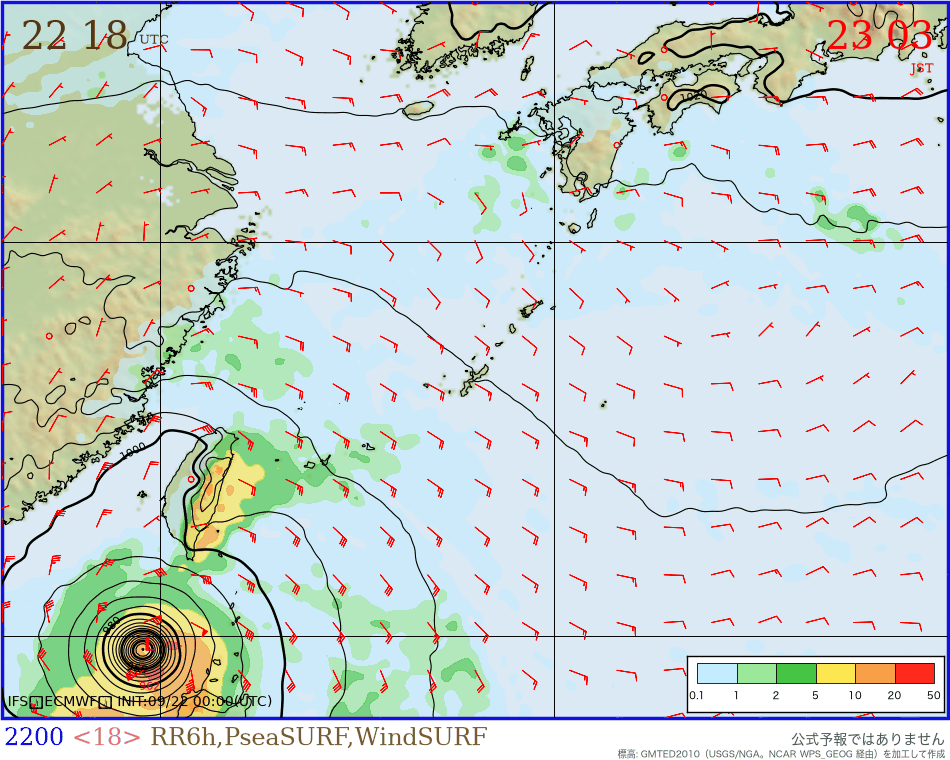 22 18 UTC
23 03
JST
1020
1000
980
IFS□ECMWF□ INIT:09/22 00:00(UTC)
0.1 1 2 5 10 20 50
2200 <18> RR6h,PseaSURF,WindSURF
公式予報ではありません
標高: GMTED2010（USGS/NGA。NCAR WPS_GEOG 経由）を加工して作成